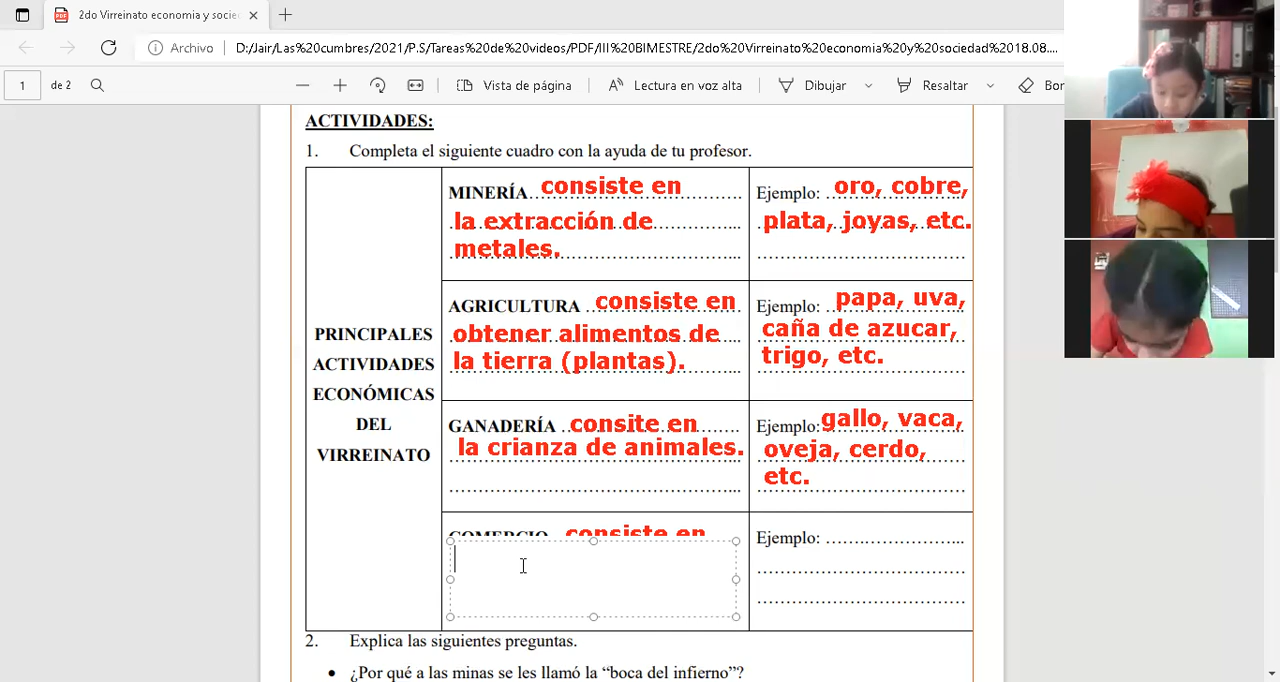 2do Virreinato economia y socie
Archivo
D:/Jair/Las%20cumbres/2021/P.S/Tareas%20de%20videos/PDF/III%20BIMESTRE/2do%20Virreinato%20economia%20y%20sociedad%2018.08....
1
de 2
Vista de página
Lectura en voz alta
Dibujar
Resaltar
Bor
ACTIVIDADES:
1. Completa el siguiente cuadro con la ayuda de tu profesor.
PRINCIPALES
ACTIVIDADES
ECONÓMICAS
DEL
VIRREINATO
MINERÍA consiste en
la extracción de
metales.
Ejemplo: oro, cobre,
plata, joyas, etc.
AGRICULTURA consiste en
obtener alimentos de
la tierra (plantas).
Ejemplo: papa, uva,
caña de azucar,
trigo, etc.
GANADERÍA consite en
la crianza de animales.
Ejemplo: gallo, vaca,
oveja, cerdo,
etc.
COMERCIO consiste en
Ejemplo:
2. Explica las siguientes preguntas.
• ¿Por qué a las minas se les llamó la “boca del infierno”?